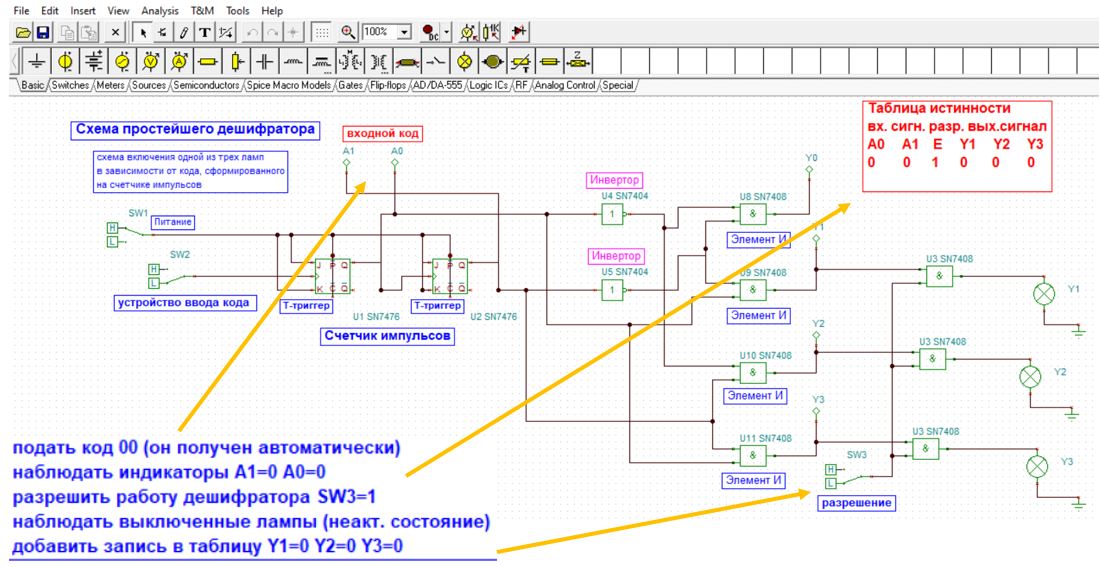 File Edit Insert View Analysis T&M Tools Help
100%
Basic Switches Meters Sources Semiconductors Spice Macro Models Gates Flip-flops AD/DA-555 Logic ICs RF Analog Control Special
Схема простейшего дешифратора
схема включения одной из трех ламп
в зависимости от кода, сформированного
на счетчике импульсов
входной код
A1 A0
Таблица истинности
вх. сигн. разр. вых.сигнал
A0 A1 E Y1 Y2 Y3
0 0 1 0 0 0
SW1
Питание
H
L
SW2
H
L
устройство ввода кода
J P Q
K C Q
Т-триггер
U1 SN7476
J P Q
K C Q
Т-триггер
U2 SN7476
Счетчик импульсов
Инвертор
U4 SN7404
1
Инвертор
U5 SN7404
1
Y0
U8 SN7408
&
Элемент И
Y1
U9 SN7408
&
Элемент И
Y2
U10 SN7408
&
Элемент И
Y3
U11 SN7408
&
Элемент И
U3 SN7408
&
Y1
U3 SN7408
&
Y2
U3 SN7408
&
Y3
SW3
H
L
разрешение
подать код 00 (он получен автоматически)
наблюдать индикаторы A1=0 A0=0
разрешить работу дешифратора SW3=1
наблюдать выключенные лампы (неакт. состояние)
добавить запись в таблицу Y1=0 Y2=0 Y3=0